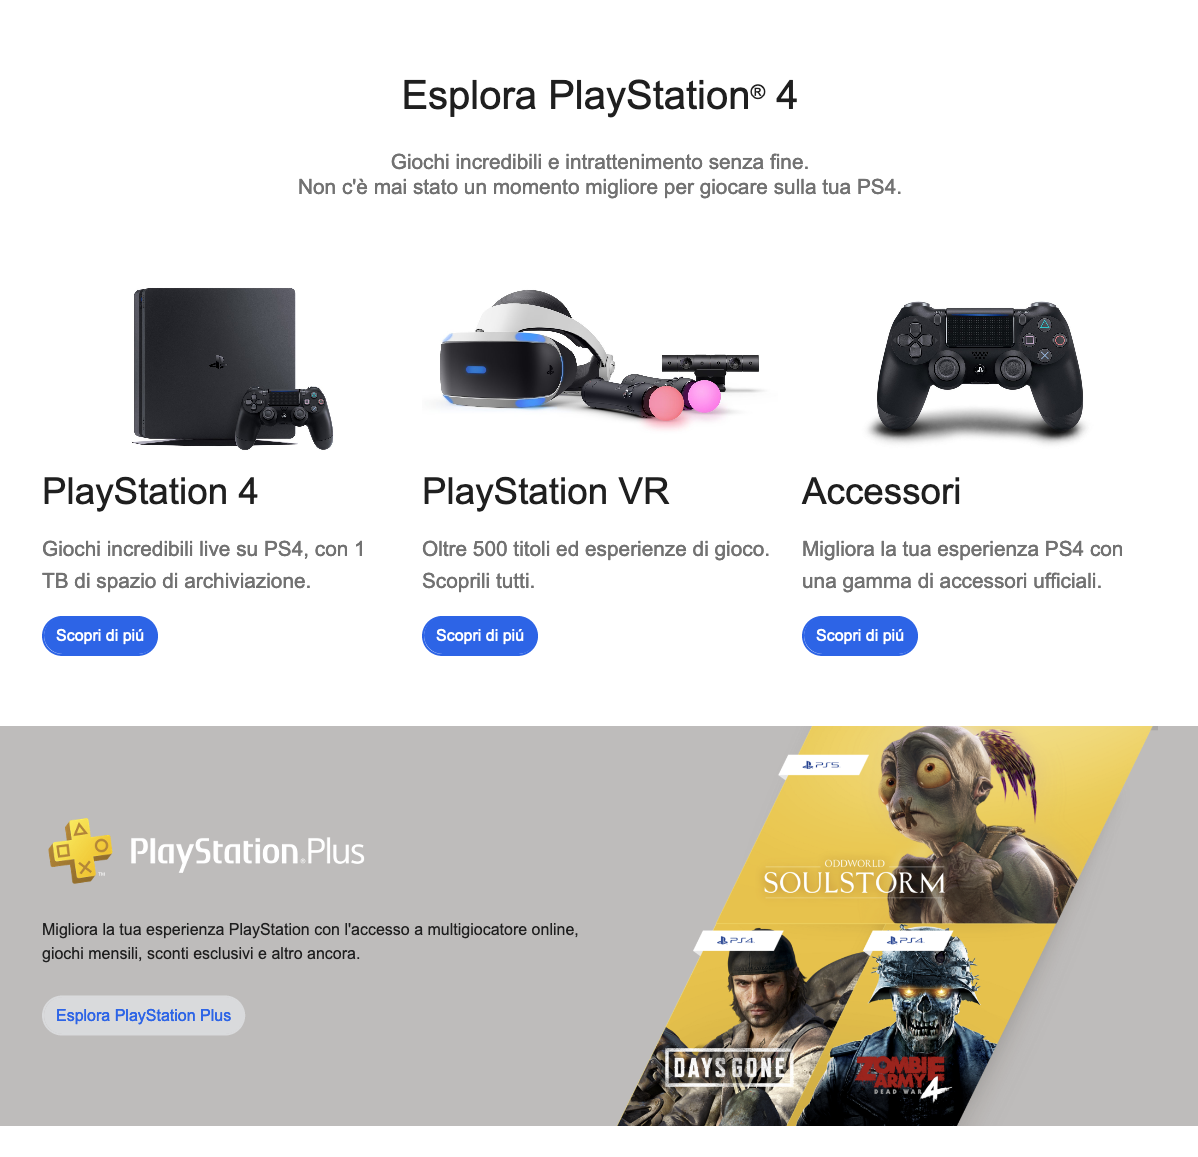 Esplora PlayStation® 4
Giochi incredibili e intrattenimento senza fine.
Non c'è mai stato un momento migliore per giocare sulla tua PS4.
PlayStation 4
Giochi incredibili live su PS4, con 1
TB di spazio di archiviazione.
Scopri di piú
PlayStation VR
Oltre 500 titoli ed esperienze di gioco.
Scoprili tutti.
Scopri di piú
Accessori
Migliora la tua esperienza PS4 con
una gamma di accessori ufficiali.
Scopri di piú
PlayStation.Plus
TM
Migliora la tua esperienza PlayStation con l'accesso a multigiocatore online,
giochi mensili, sconti esclusivi e altro ancora.
Esplora PlayStation Plus
PS5
ODDWORLD
SOULSTORM
PS4
DAYS GONE
PS4
ZOMBIE
ARMY 4
DEAD WAR